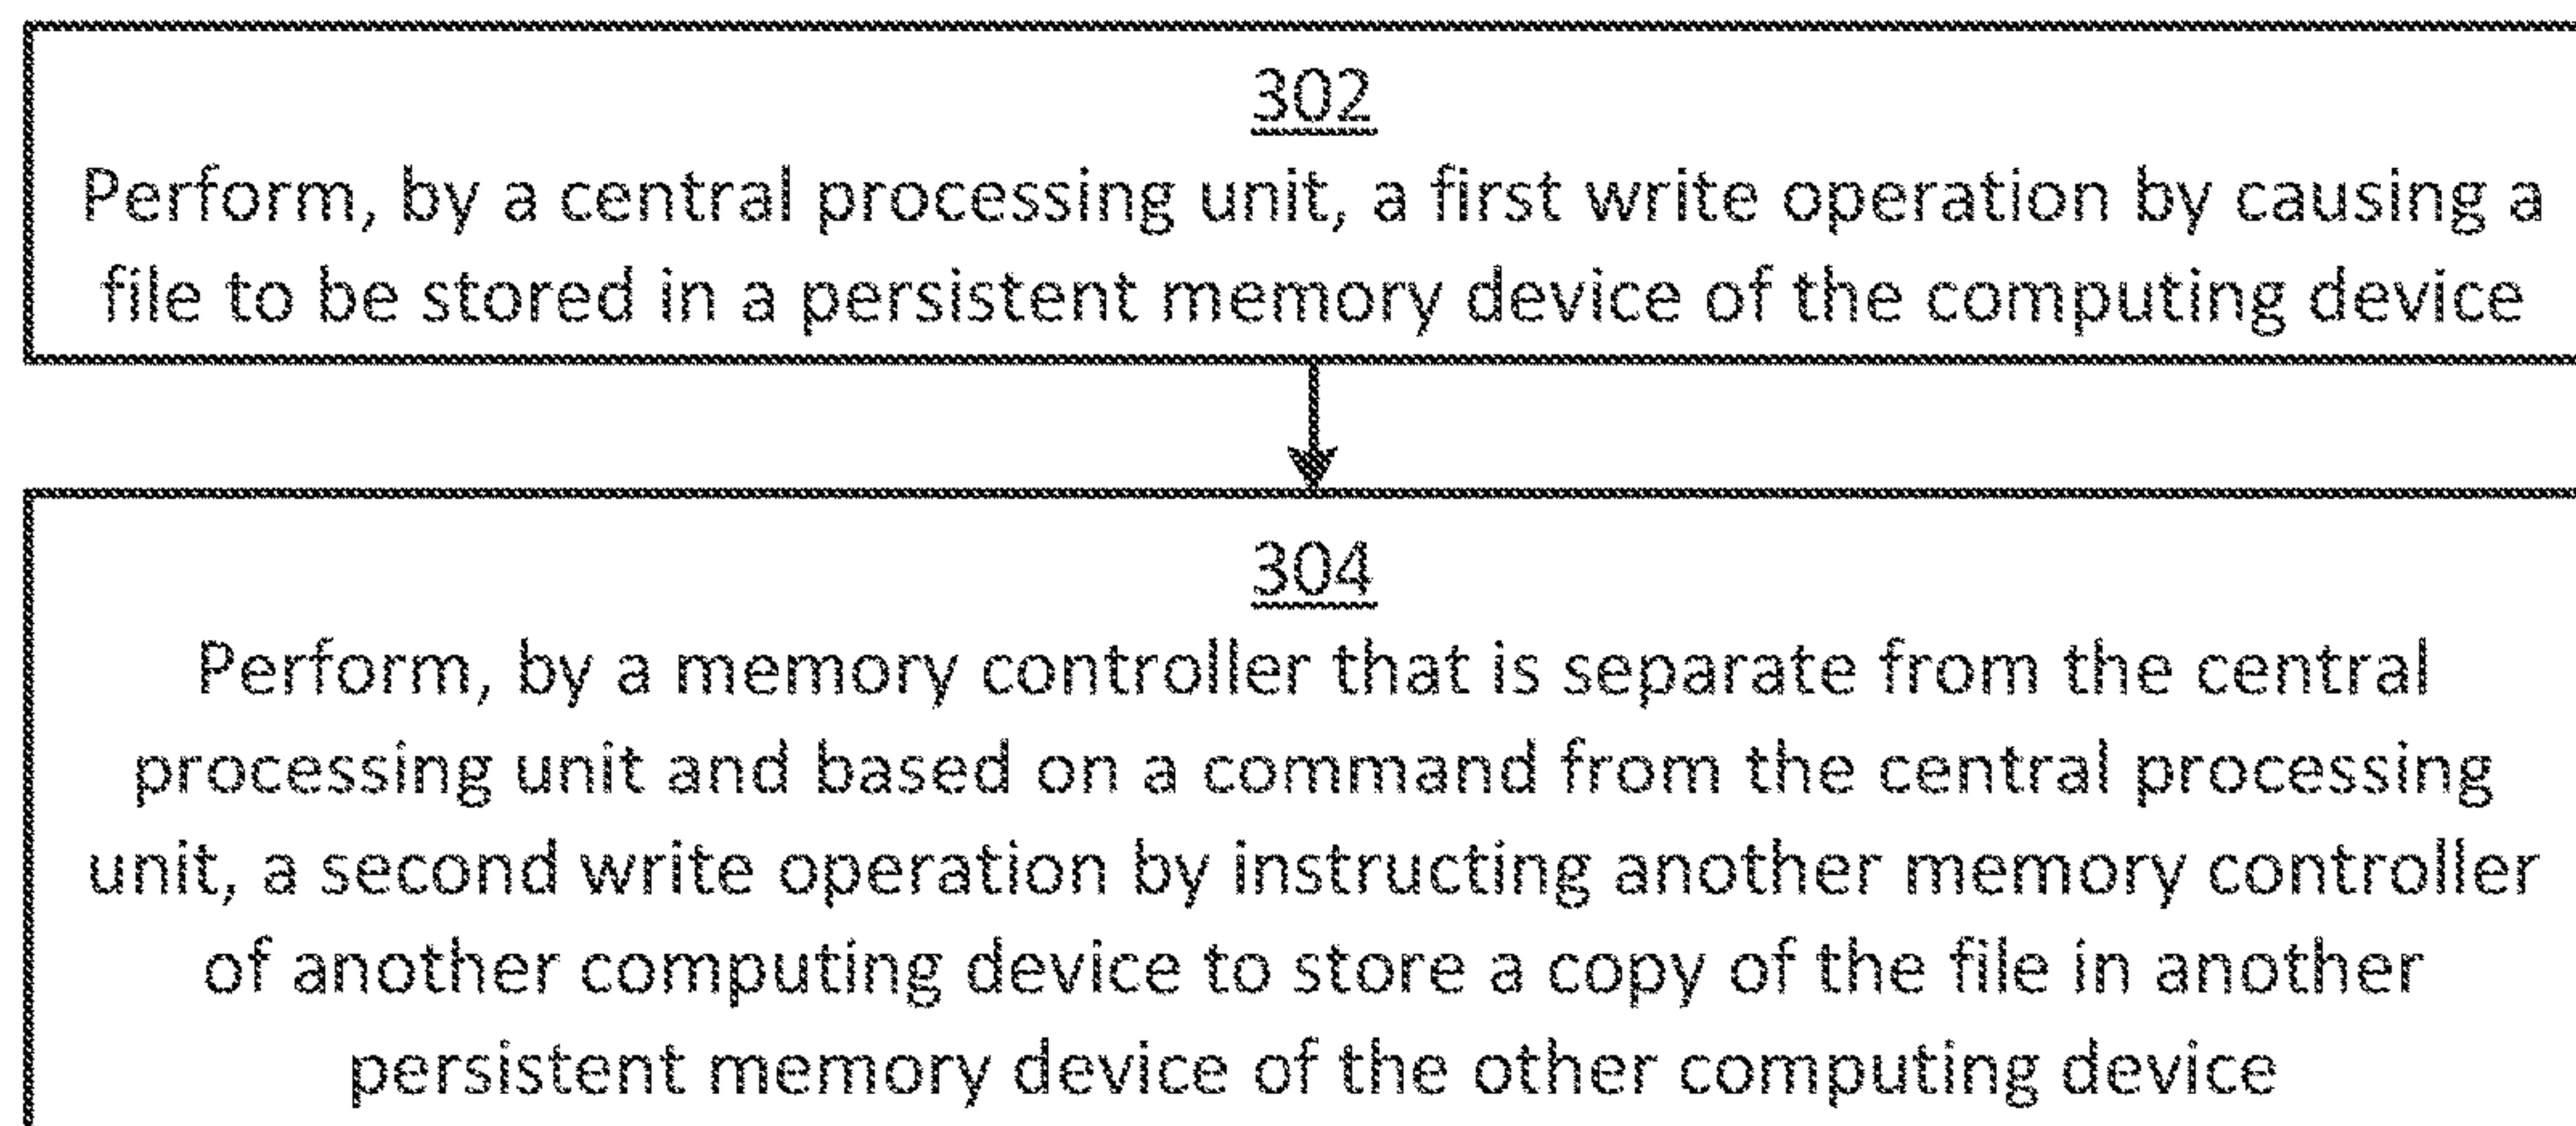 302
Perform, by a central processing unit, a first write operation by causing a
file to be stored in a persistent memory device of the computing device
304
Perform, by a memory controller that is separate from the central
processing unit and based on a command from the central processing
unit, a second write operation by instructing another memory controller
of another computing device to store a copy of the file in another
persistent memory device of the other computing device